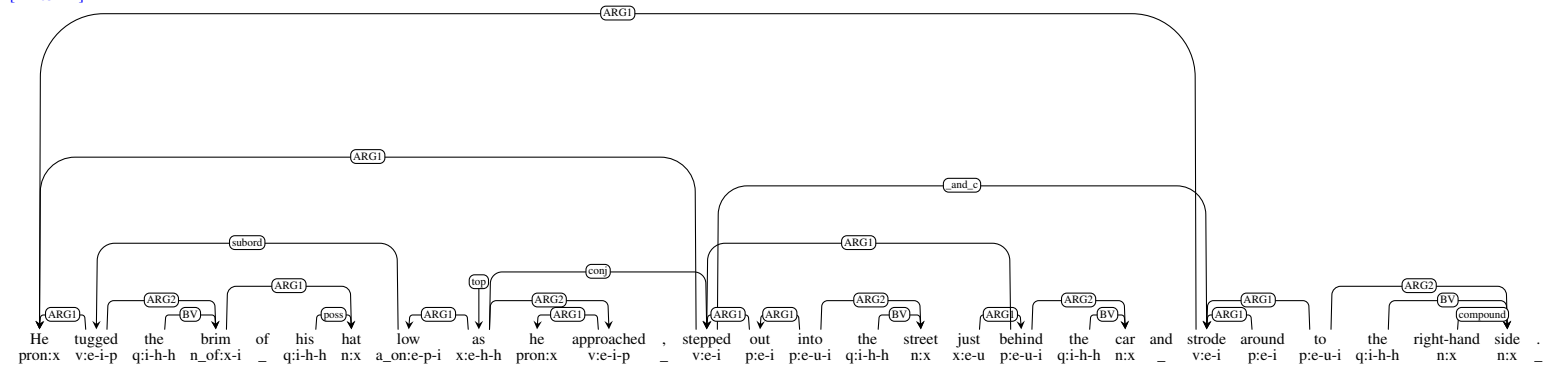 ARG1
ARG1
_and_c
subord ARG1
conj
top
ARG1 ARG2
ARG2 ARG2 ARG2 ARG2 ARG1 BV
ARG1 BV poss ARG1 ARG1 ARG1 ARG1 BV ARG1 BV ARG1 compound
He tugged the brim of his hat low as he approached , stepped out into the street just behind the car and strode around to the right-hand side .
pron:x v:e-i-p q:i-h-h n_of:x-i _ q:i-h-h n:x a_on:e-p-i x:e-h-h pron:x v:e-i-p _ v:e-i p:e-i p:e-u-i q:i-h-h n:x x:e-u p:e-u-i q:i-h-h n:x _ v:e-i p:e-i p:e-u-i q:i-h-h n:x n:x _